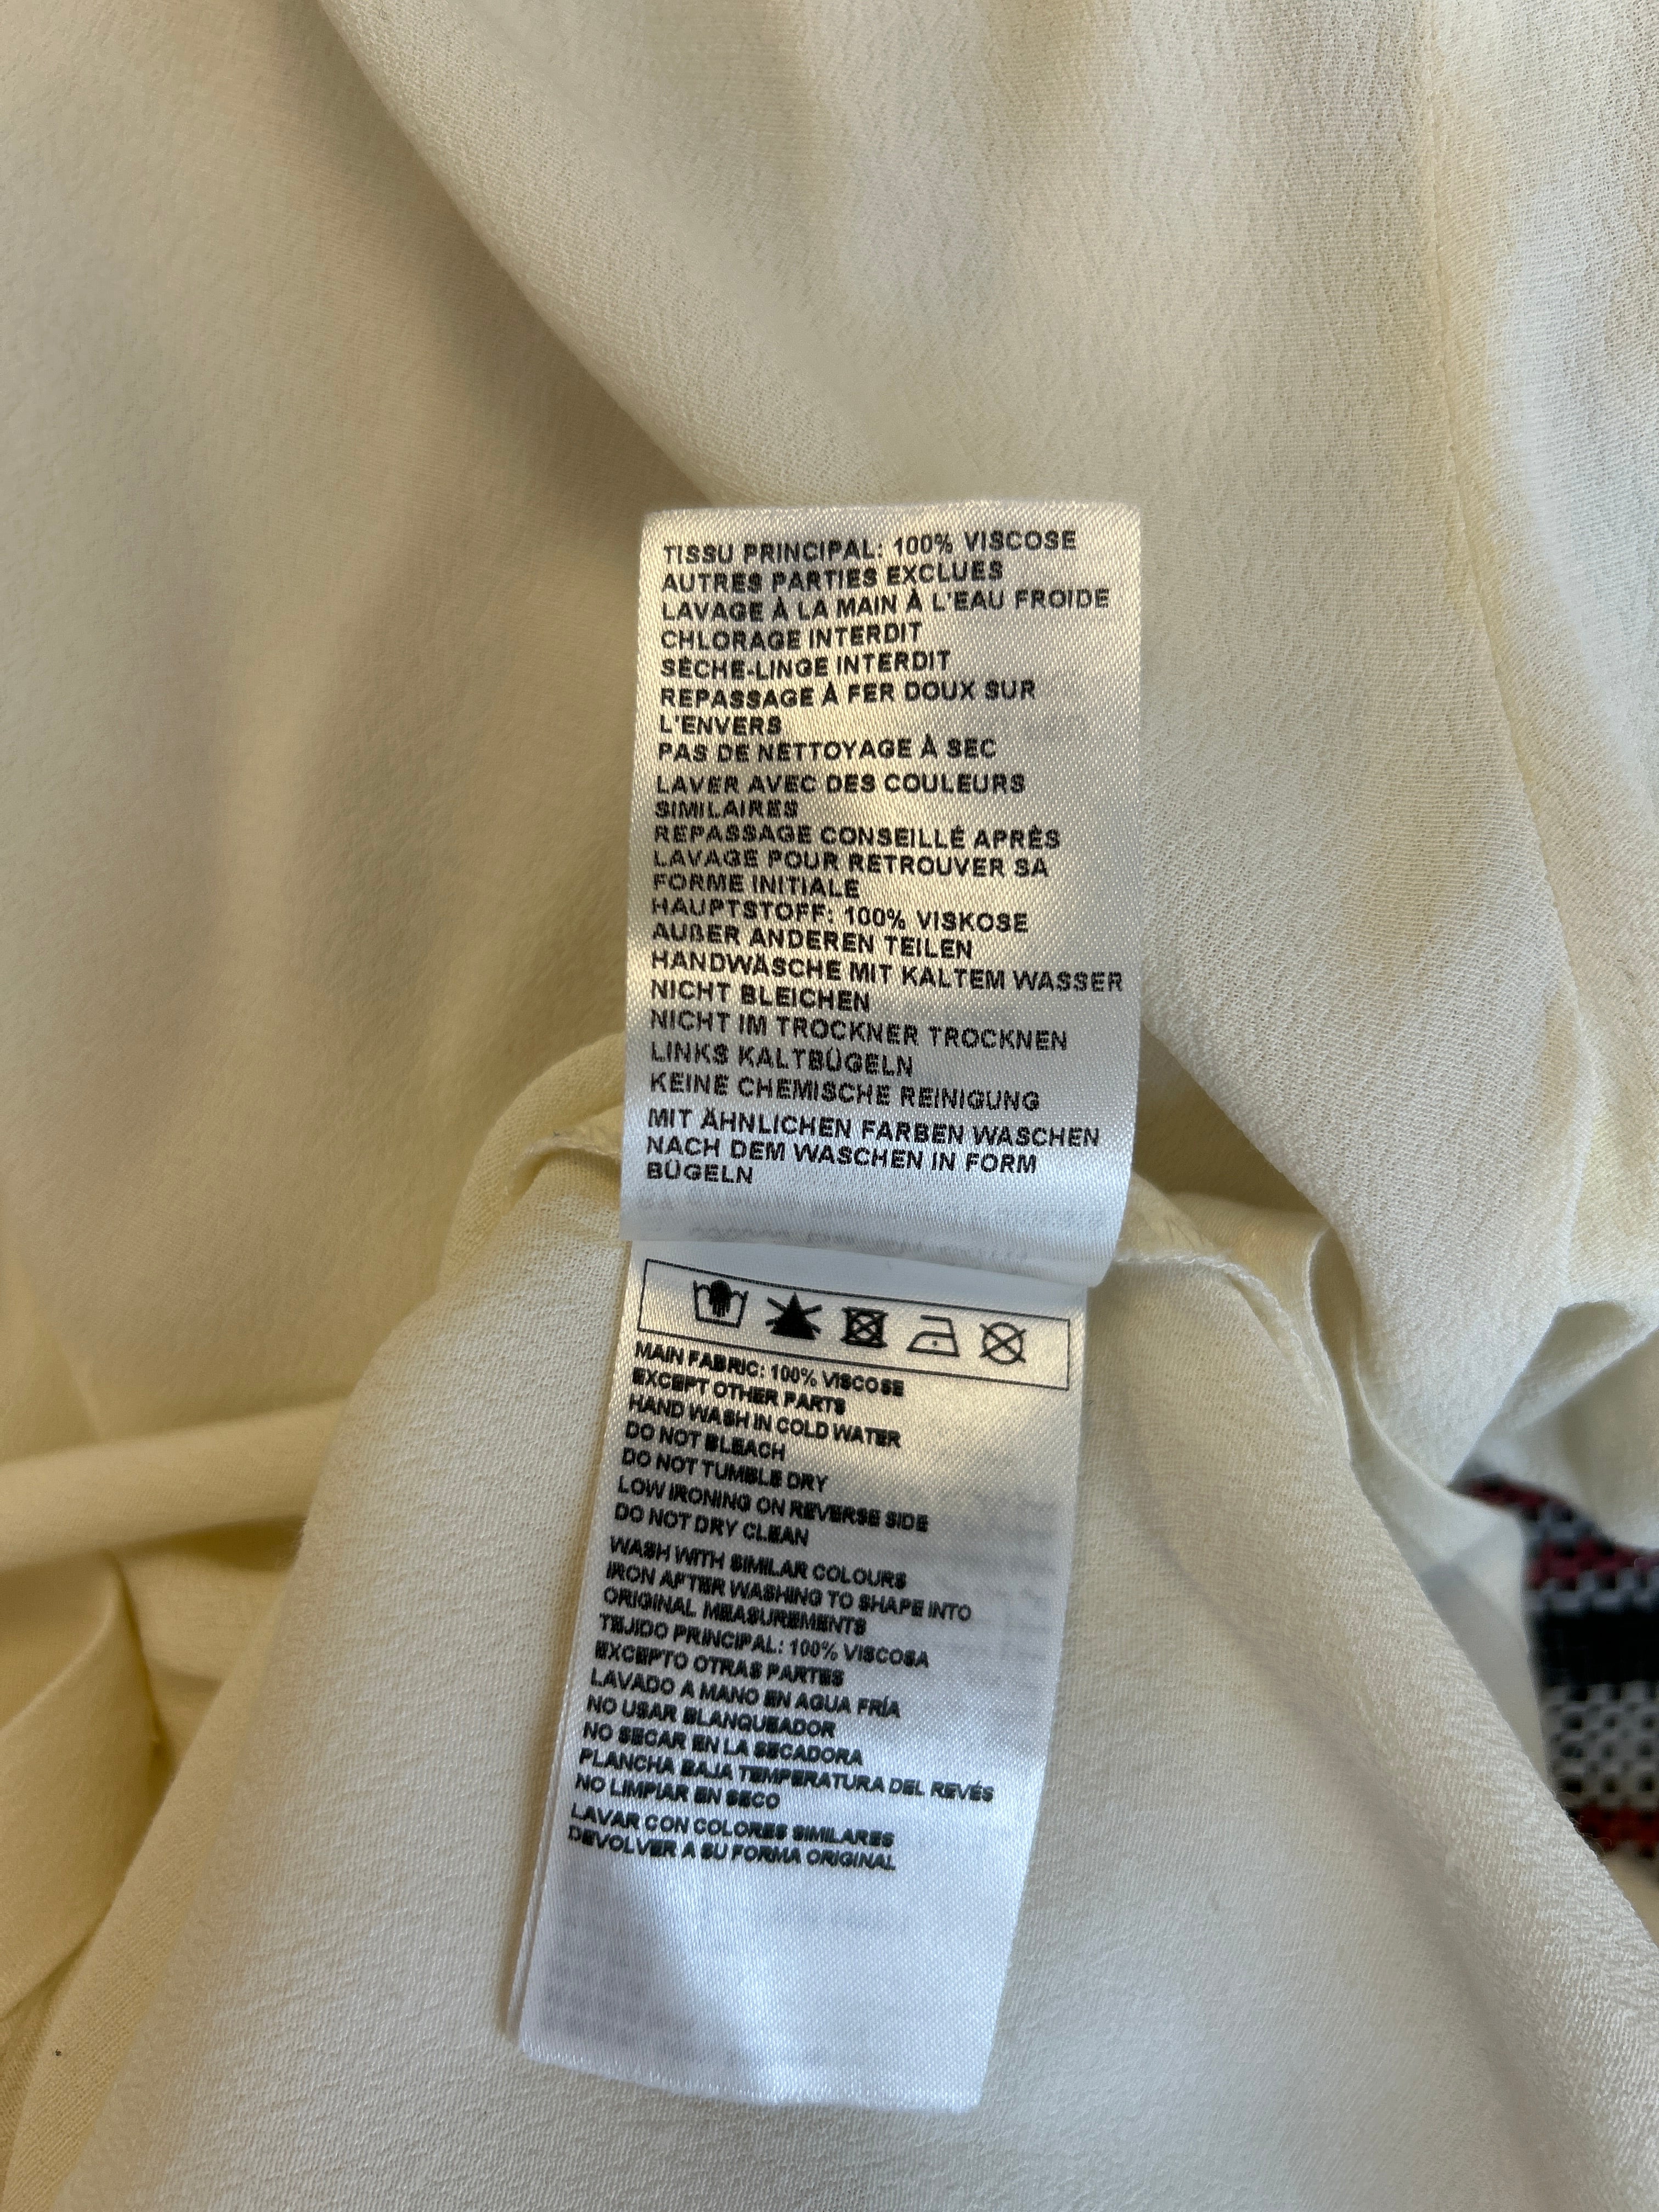 TISSU PRINCIPAL: 100% VISCOSE
AUTRES PARTIES EXCLUES
LAVAGE À LA MAIN À L'EAU FROIDE
CHLORAGE INTERDIT
SÈCHE-LINGE INTERDIT
REPASSAGE À FER DOUX SUR
L'ENVERS
PAS DE NETTOYAGE À SEC
LAVER AVEC DES COULEURS
SIMILAIRES
REPASSAGE CONSEILLÉ APRÈS
LAVAGE POUR RETROUVER SA
FORME INITIALE
HAUPTSTOFF: 100% VISKOSE
AUßER ANDEREN TEILEN
HANDWÄSCHE MIT KALTEM WASSER
NICHT BLEICHEN
NICHT IM TROCKNER TROCKNEN
LINKS KALTBÜGELN
KEINE CHEMISCHE REINIGUNG
MIT ÄHNLICHEN FARBEN WASCHEN
NACH DEM WASCHEN IN FORM
BÜGELN
MAIN FABRIC: 100% VISCOSE
EXCEPT OTHER PARTS
HAND WASH IN COLD WATER
DO NOT BLEACH
DO NOT TUMBLE DRY
LOW IRONING ON REVERSE SIDE
DO NOT DRY CLEAN
WASH WITH SIMILAR COLOURS
IRON AFTER WASHING TO SHAPE INTO
ORIGINAL MEASUREMENTS
TEJIDO PRINCIPAL: 100% VISCOSA
EXCEPTO OTRAS PARTES
LAVADO A MANO EN AGUA FRÍA
NO USAR BLANQUEADOR
NO SECAR EN LA SECADORA
PLANCHA BAJA TEMPERATURA DEL REVÉS
NO LIMPIAR EN SECO
LAVAR CON COLORES SIMILARES
DEVOLVER A SU FORMA ORIGINAL